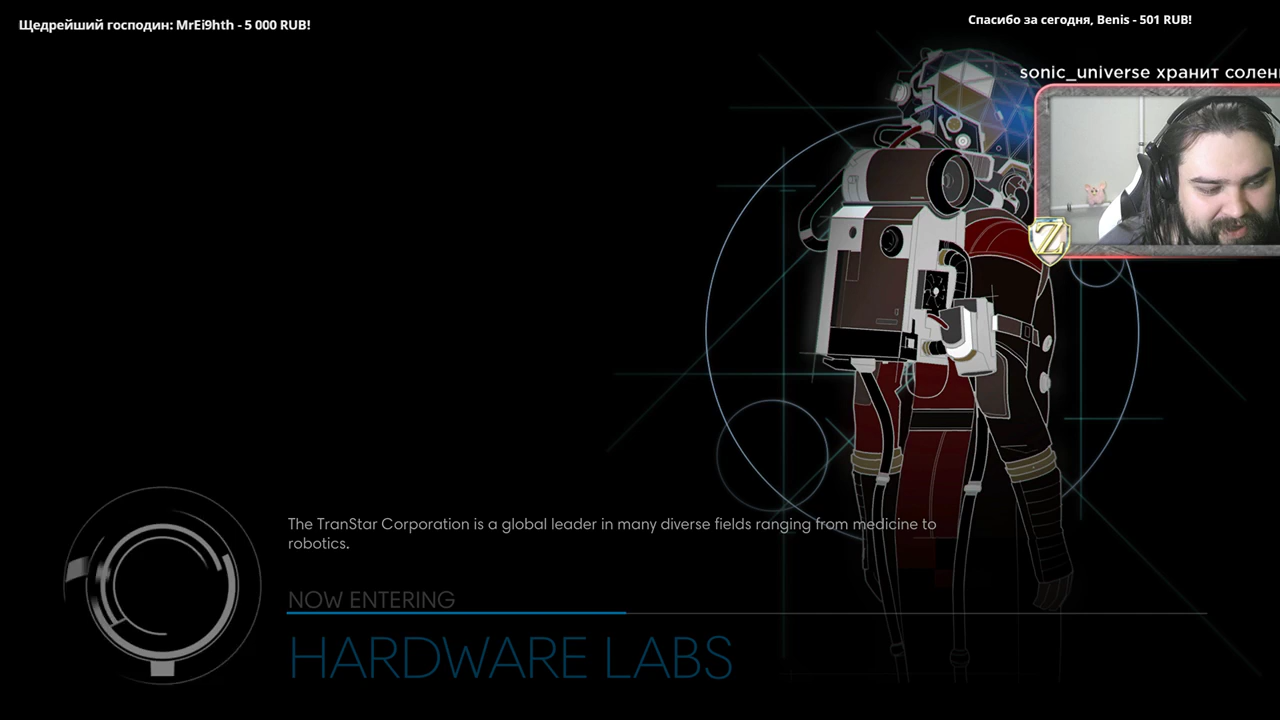 Щедрейший господин: MrEi9hth - 5 000 RUB!
Спасибо за сегодня, Benis - 501 RUB!
sonic_universe хранит
Z
The TranStar Corporation is a global leader in many diverse fields ranging from medicine to
robotics.
NOW ENTERING
HARDWARE LABS